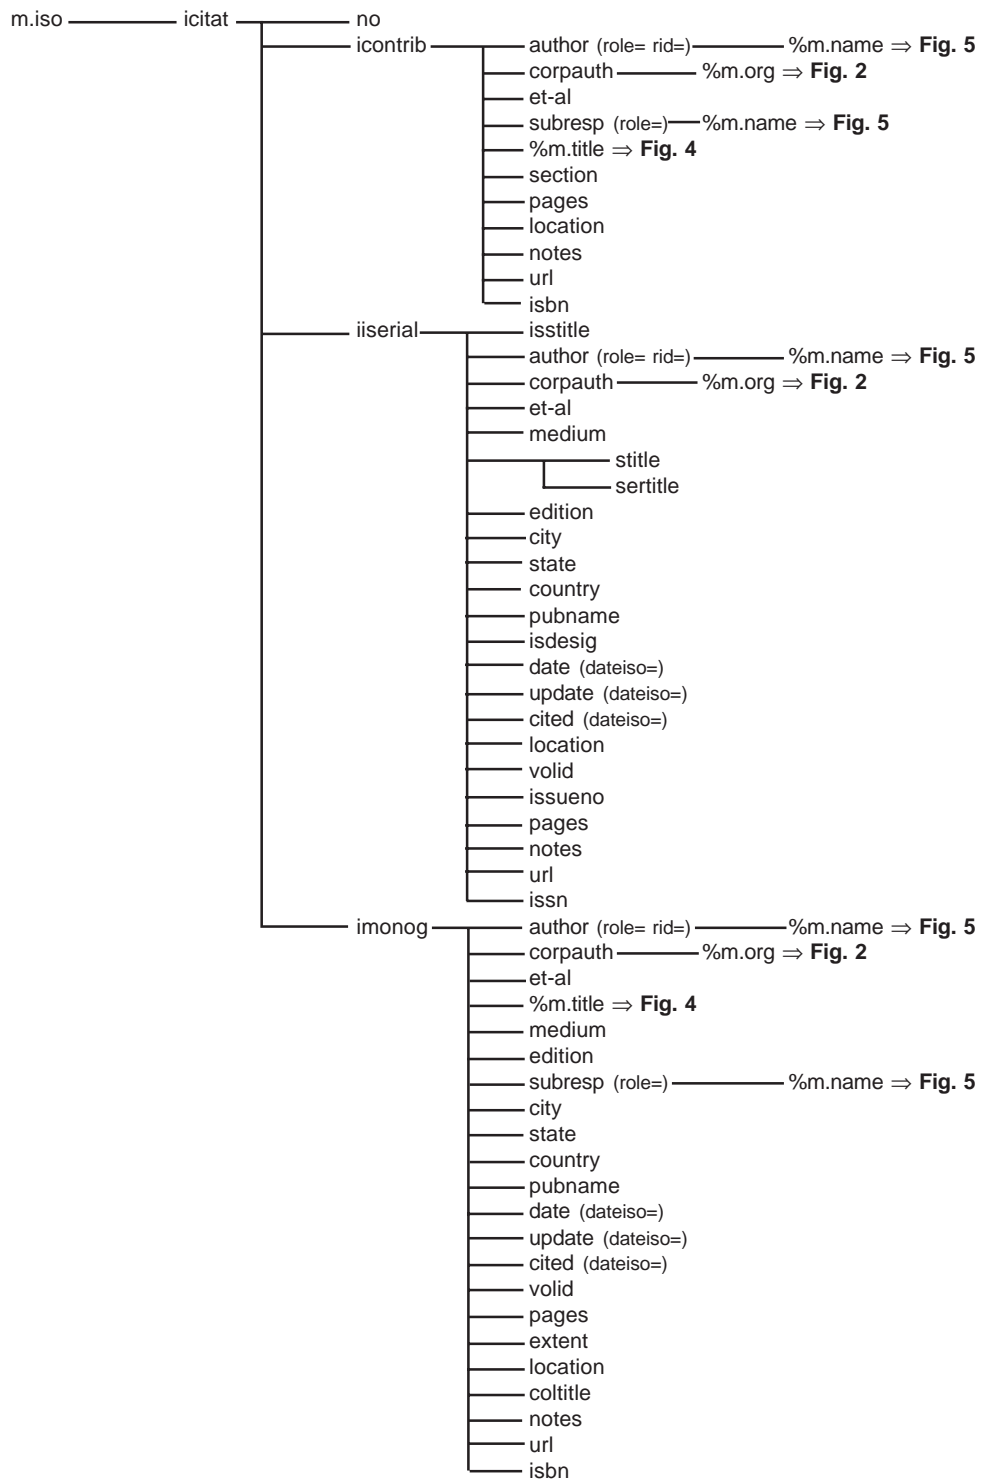 m.iso icitat no
icontrib author (role= rid=) %m.name ⇒ Fig. 5
corpauth %m.org ⇒ Fig. 2
et-al
subresp (role=) %m.name ⇒ Fig. 5
%m.title ⇒ Fig. 4
section
pages
location
notes
url
isbn
iiserial isstitle
author (role= rid=) %m.name ⇒ Fig. 5
corpauth %m.org ⇒ Fig. 2
et-al
medium
stitle
sertitle
edition
city
state
country
pubname
isdesig
date (dateiso=)
update (dateiso=)
cited (dateiso=)
location
volid
issueno
pages
notes
url
issn
imonog author (role= rid=) %m.name ⇒ Fig. 5
corpauth %m.org ⇒ Fig. 2
et-al
%m.title ⇒ Fig. 4
medium
edition
subresp (role=) %m.name ⇒ Fig. 5
city
state
country
pubname
date (dateiso=)
update (dateiso=)
cited (dateiso=)
volid
pages
extent
location
coltitle
notes
url
isbn